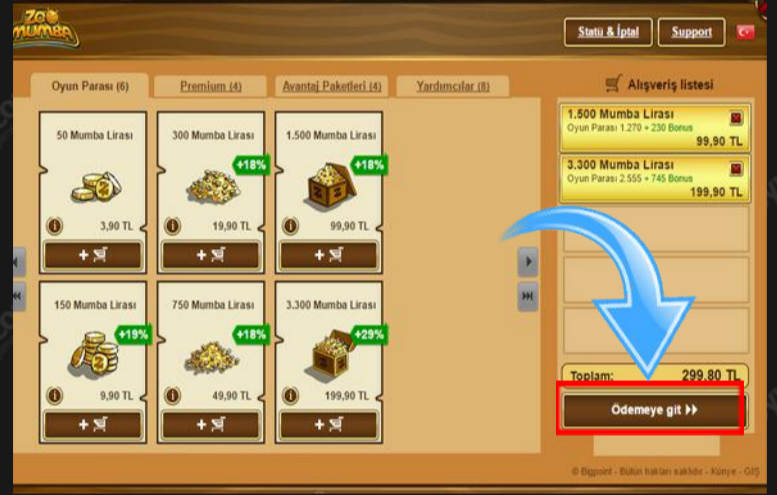 ZOO
MUMBA
Statü & İptal
Support
Oyun Parası (6)
Premium (4)
Avantaj Paketleri (4)
Yardımcılar (8)
Alışveriş listesi
50 Mumba Lirası
3,90 TL
300 Mumba Lirası
+18%
19,90 TL
1.500 Mumba Lirası
+18%
99,90 TL
150 Mumba Lirası
+19%
9,90 TL
750 Mumba Lirası
+18%
49,90 TL
3.300 Mumba Lirası
+29%
199,90 TL
1.500 Mumba Lirası
Oyun Parası 1.270 + 230 Bonus
99,90 TL
3.300 Mumba Lirası
Oyun Parası 2.555 + 745 Bonus
199,90 TL
Toplam: 299.80 TL
Ödemeye git
© Bigpoint - Bütün hakları saklıdır - Künye - GİŞ